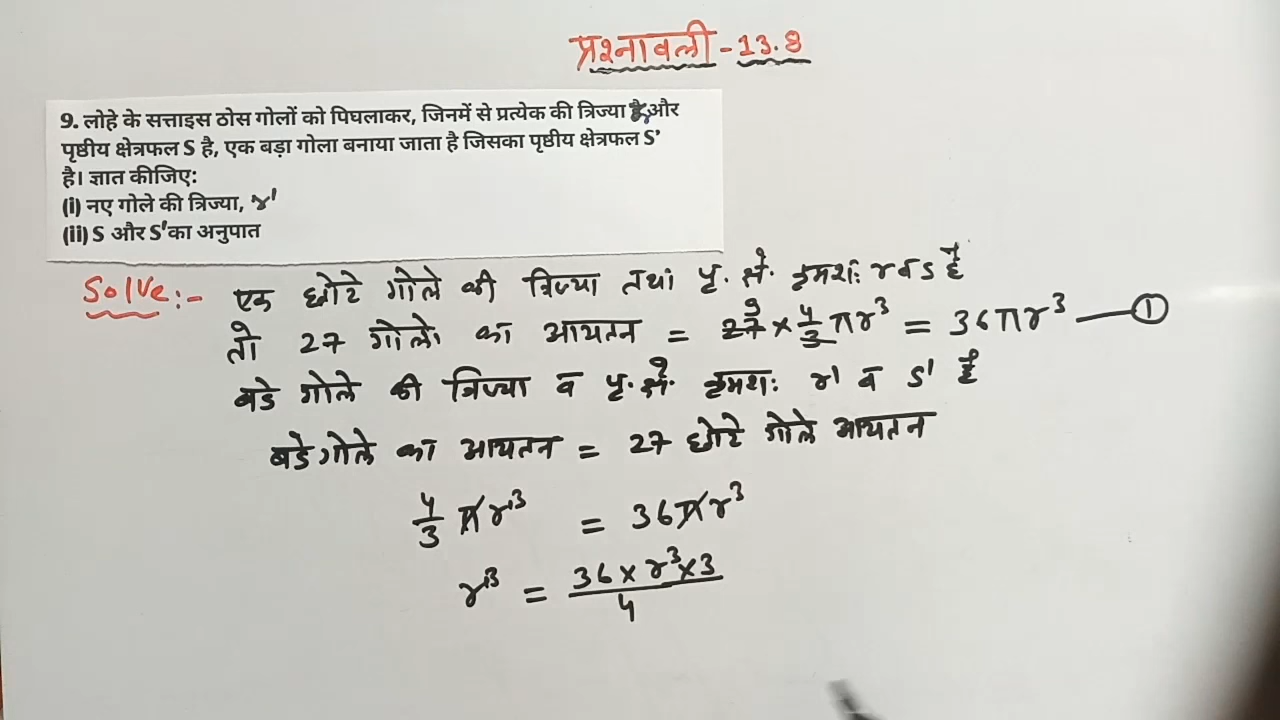 प्रश्नावली - 13.8
9. लोहे के सत्ताइस ठोस गोलों को पिघलाकर, जिनमें से प्रत्येक की त्रिज्या r है और
पृष्ठीय क्षेत्रफल S है, एक बड़ा गोला बनाया जाता है जिसका पृष्ठीय क्षेत्रफल S'
है। ज्ञात कीजिए:
(i) नए गोले की त्रिज्या, r'
(ii) S और S' का अनुपात
Solve:- एक छोटे गोले की त्रिज्या तथा पृ. क्षे. क्रमशः r व S है
तो 27 गोलो का आयतन = 27 9 × 4/3 πr³ = 36πr³ —— ①
बडे गोले की त्रिज्या व पृ. क्षे. क्रमशः r' व S' है
बडे गोले का आयतन = 27 छोटे गोले आयतन
4/3 πr'³ = 36πr³
r'³ = 36 × r³ × 3 / 4